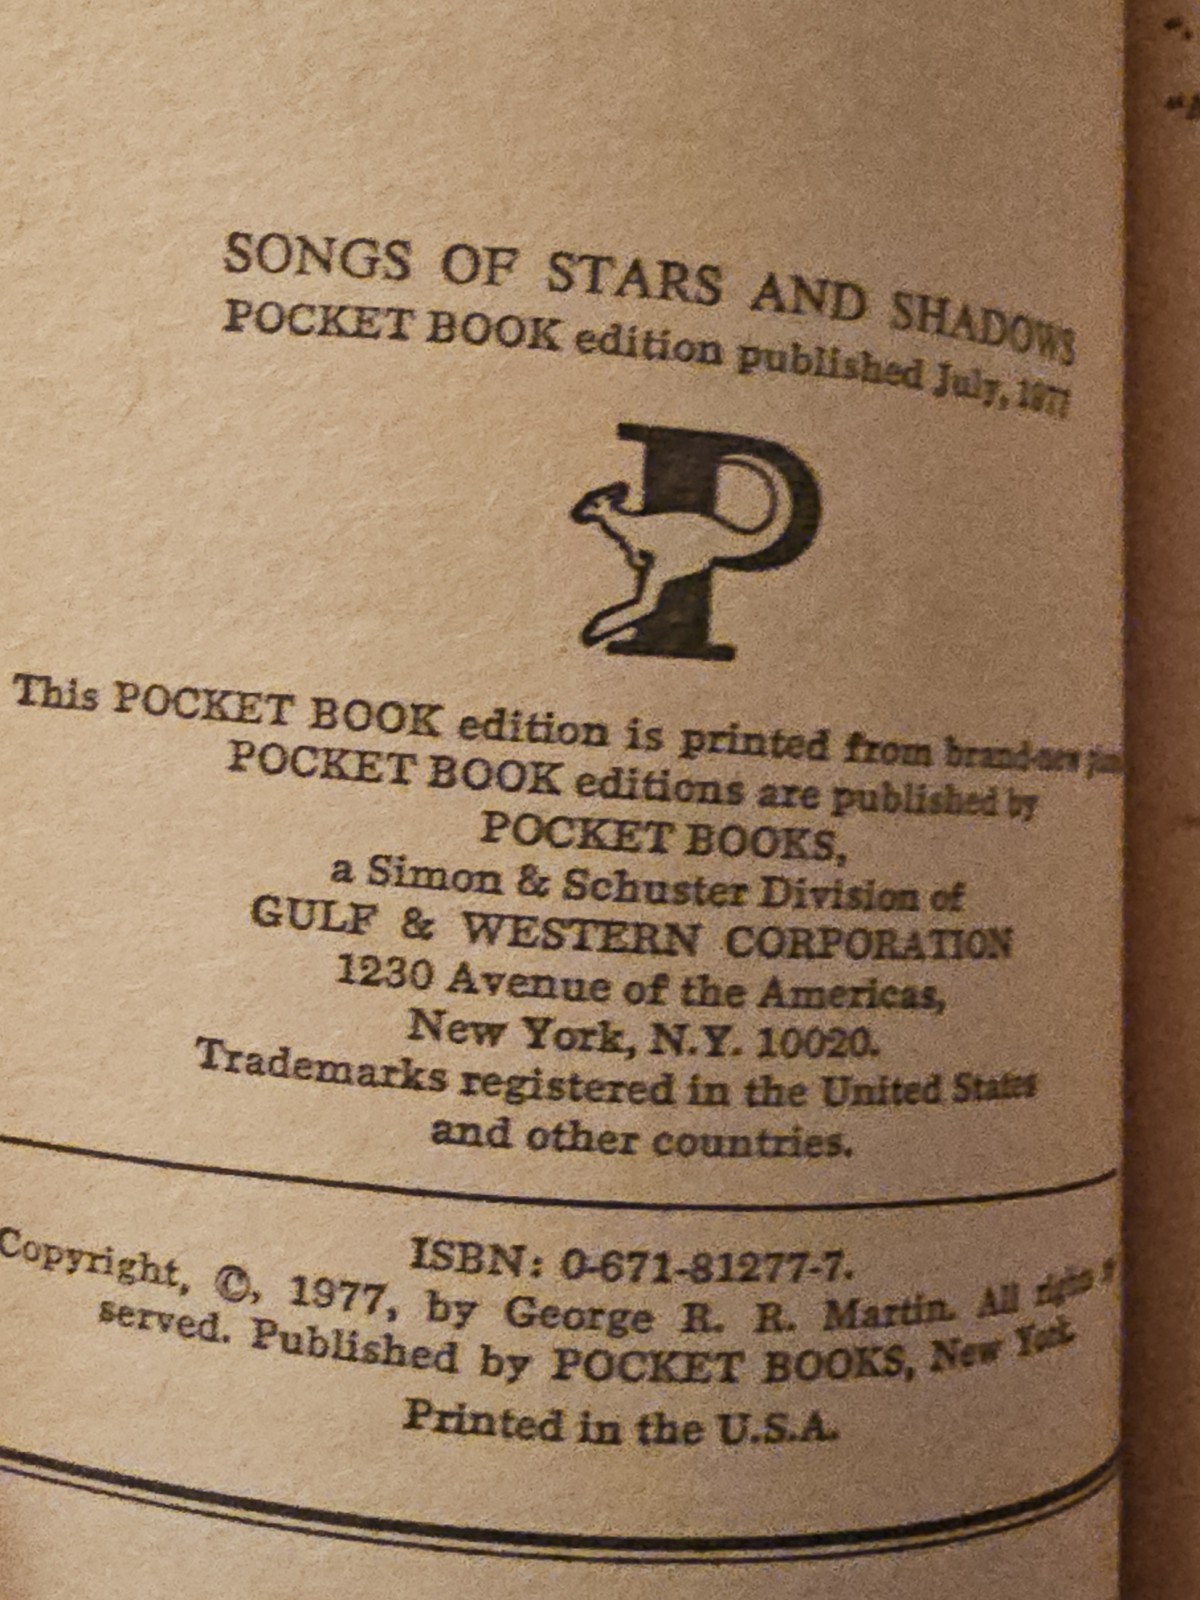 SONGS OF STARS AND SHADOWS
POCKET BOOK edition published July, 1977
P
This POCKET BOOK edition is printed from brand-new
POCKET BOOK editions are published by
POCKET BOOKS,
a Simon & Schuster Division of
GULF & WESTERN CORPORATION
1230 Avenue of the Americas,
New York, N.Y. 10020.
Trademarks registered in the United States
and other countries.
ISBN: 0-671-81277-7.
Copyright, ©, 1977, by George R. R. Martin. All rights
served. Published by POCKET BOOKS, New York.
Printed in the U.S.A.